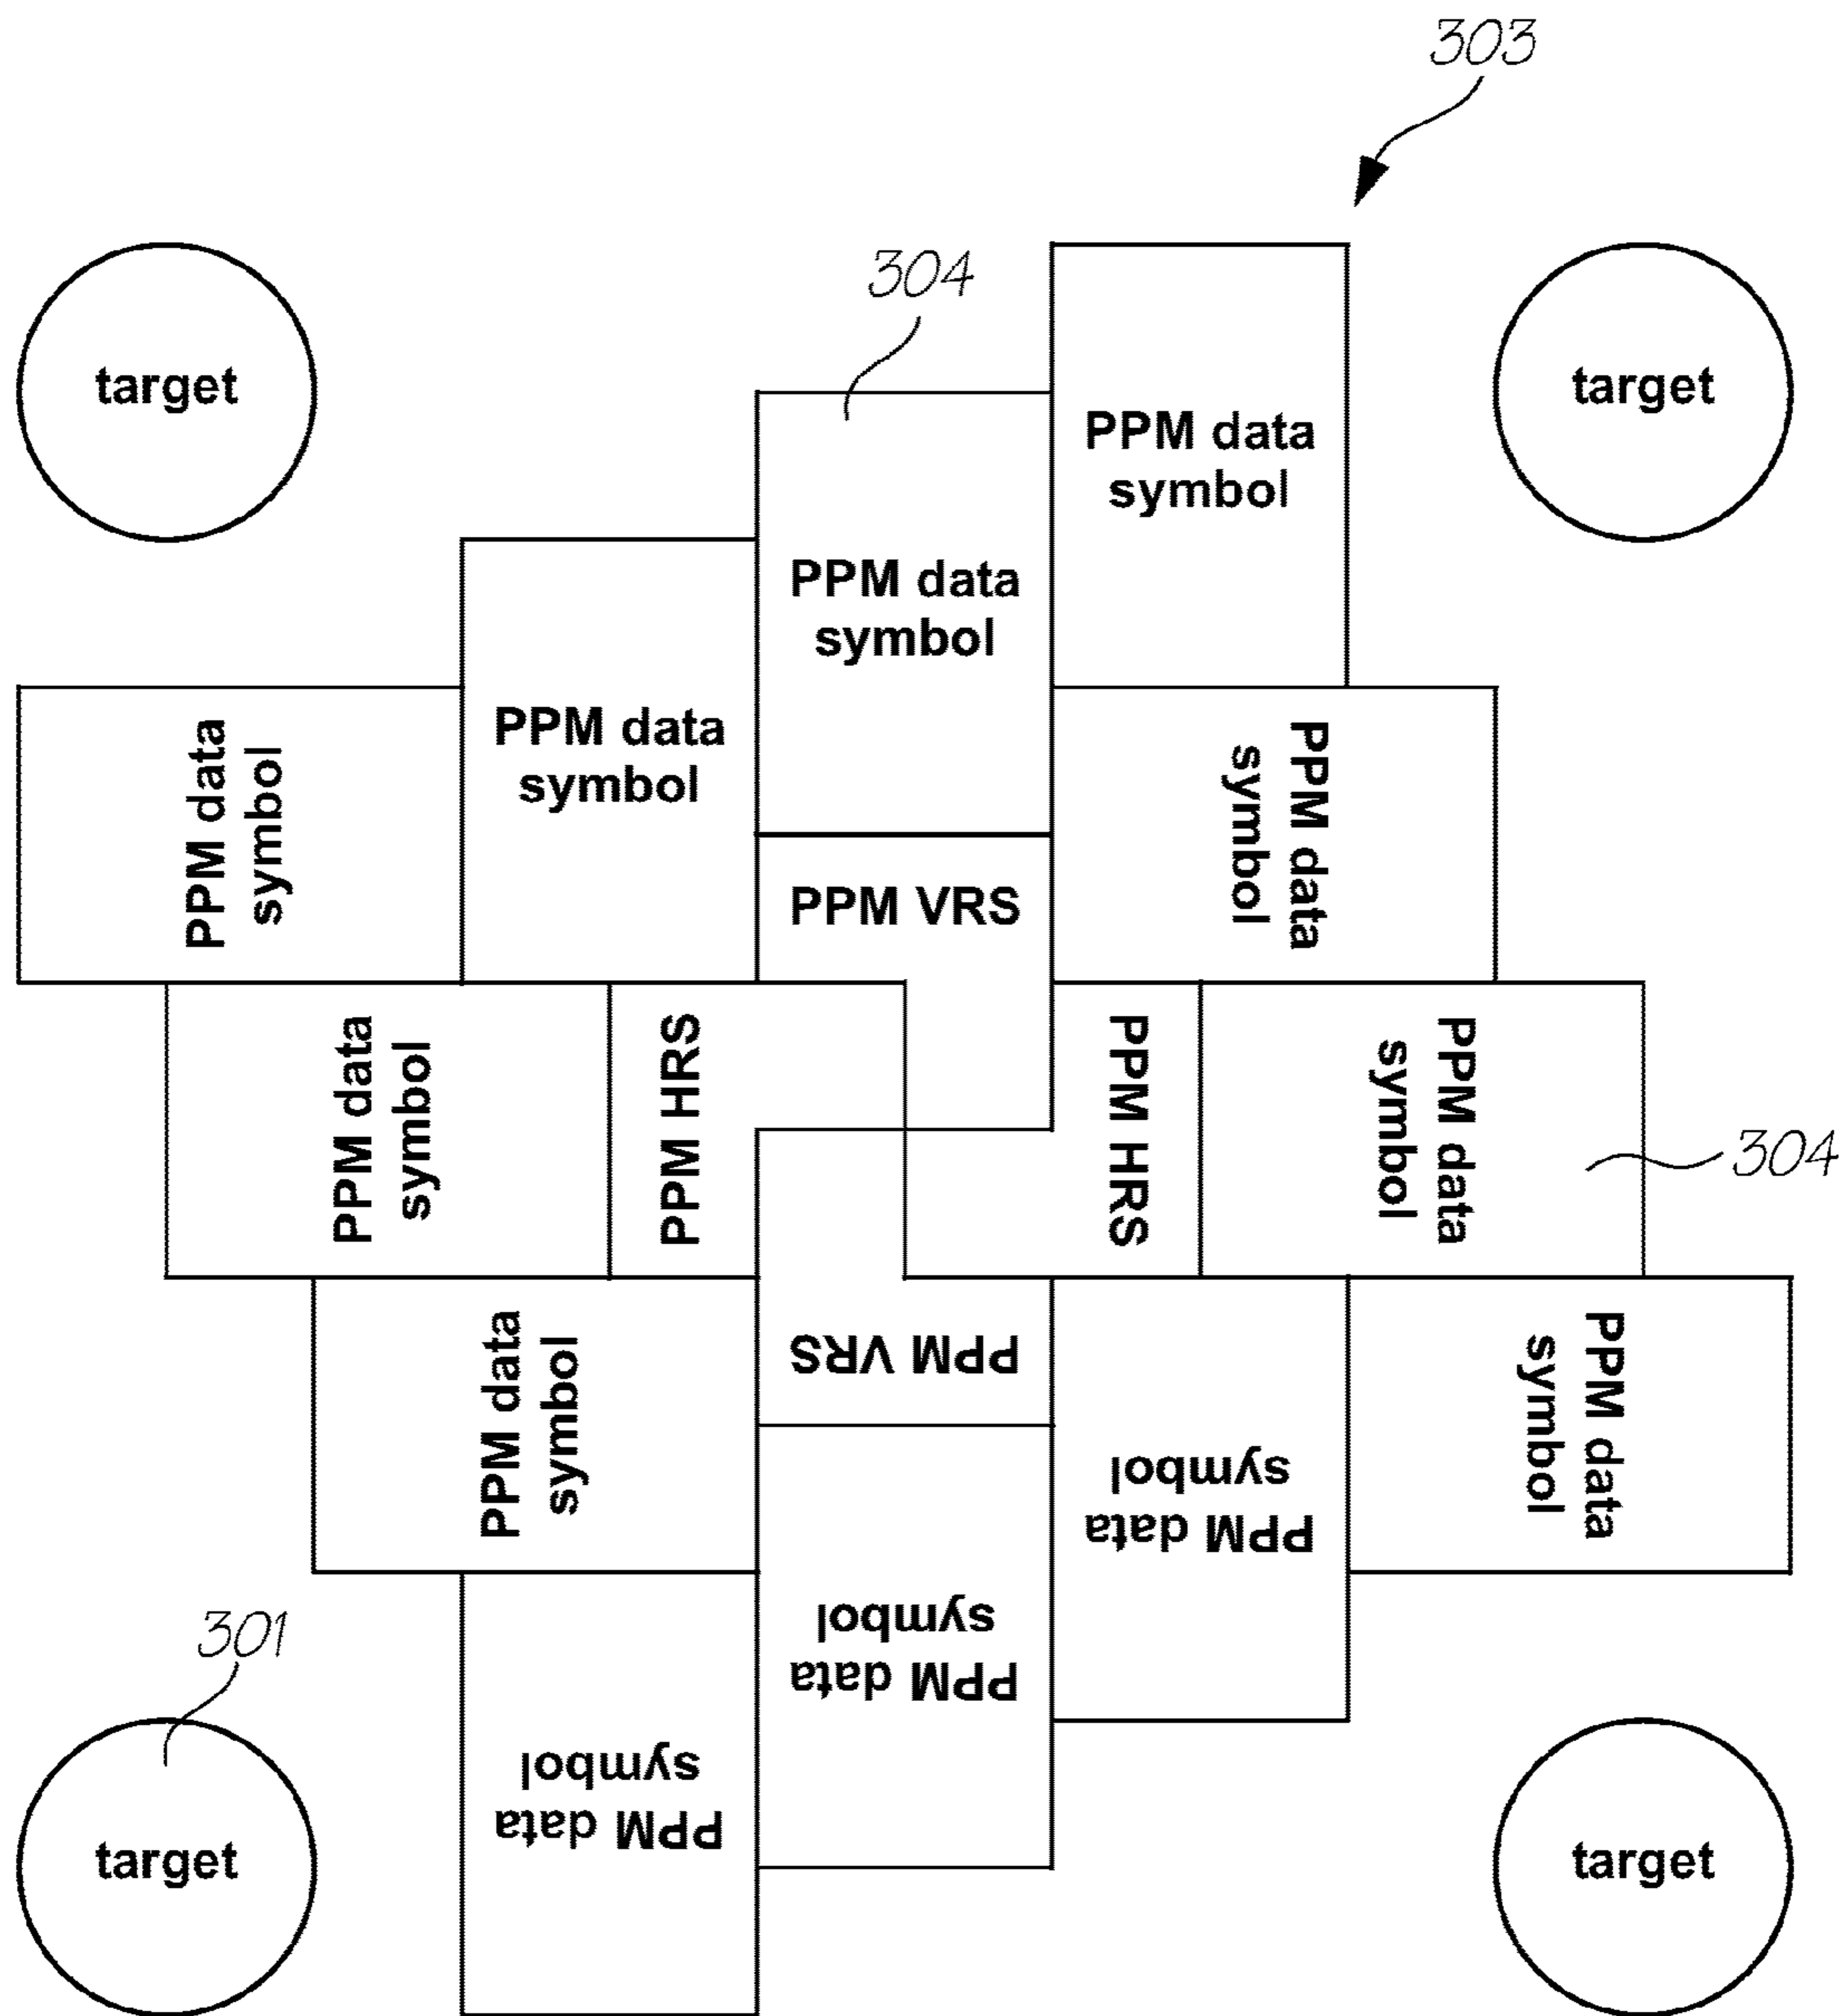 303
304
target
target
PPM data
symbol
PPM data
symbol
PPM data
symbol
PPM data
symbol
PPM data
symbol
PPM VRS
PPM data
symbol
PPM HRS
PPM HRS
PPM data
symbol
304
PPM data
symbol
PPM VRS
PPM data
symbol
PPM data
symbol
PPM data
symbol
PPM data
symbol
301
target
target